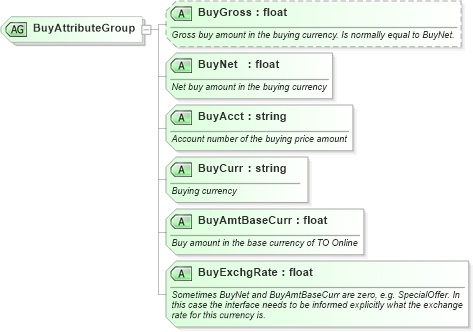 AG BuyAttributeGroup
A BuyGross : float
Gross buy amount in the buying currency. Is normally equal to BuyNet.
A BuyNet : float
Net buy amount in the buying currency
A BuyAcct : string
Account number of the buying price amount
A BuyCurr : string
Buying currency
A BuyAmtBaseCurr : float
Buy amount in the base currency of TO Online
A BuyExchgRate : float
Sometimes BuyNet and BuyAmtBaseCurr are zero, e.g. SpecialOffer. In
this case the interface needs to be informed explicitly what the exchange
rate for this currency is.